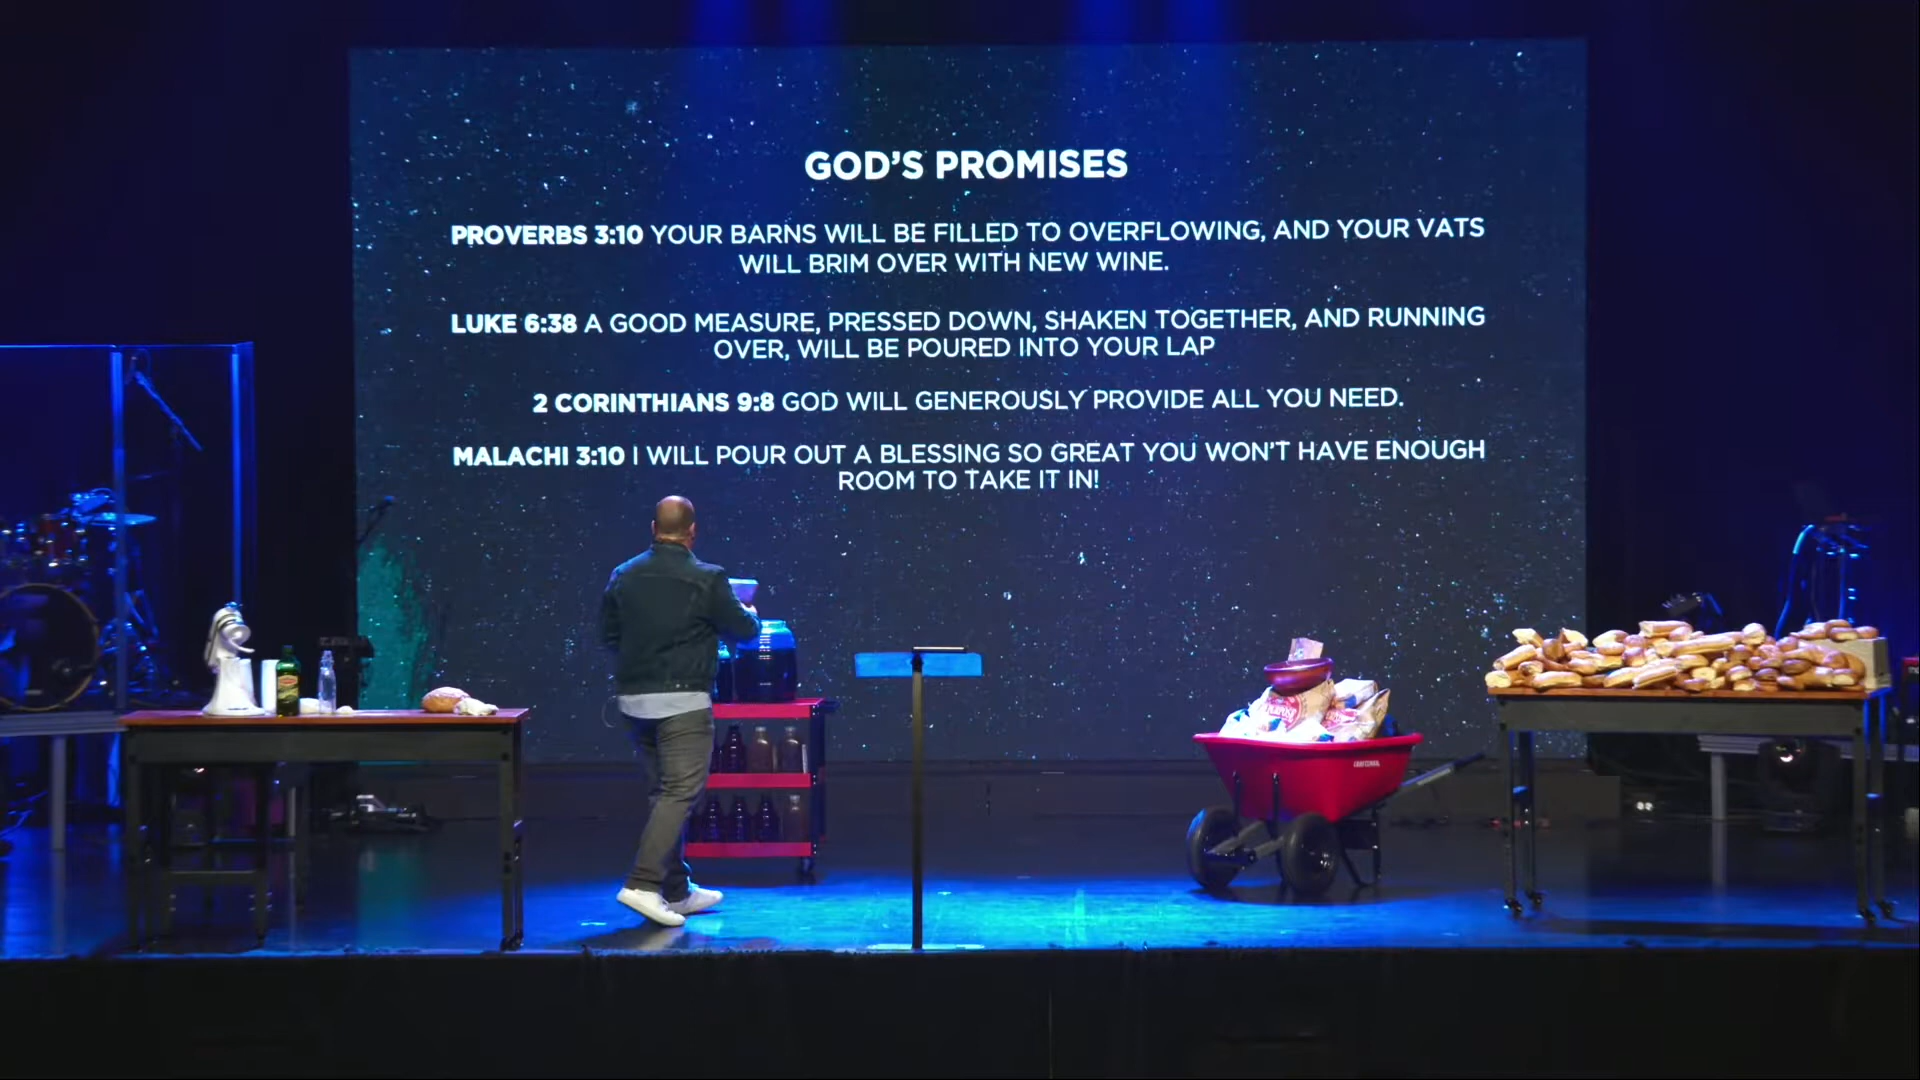 GOD'S PROMISES
PROVERBS 3:10 YOUR BARNS WILL BE FILLED TO OVERFLOWING, AND YOUR VATS
WILL BRIM OVER WITH NEW WINE.
LUKE 6:38 A GOOD MEASURE, PRESSED DOWN, SHAKEN TOGETHER, AND RUNNING
OVER, WILL BE POURED INTO YOUR LAP
2 CORINTHIANS 9:8 GOD WILL GENEROUSLY PROVIDE ALL YOU NEED.
MALACHI 3:10 I WILL POUR OUT A BLESSING SO GREAT YOU WON'T HAVE ENOUGH
ROOM TO TAKE IT IN!